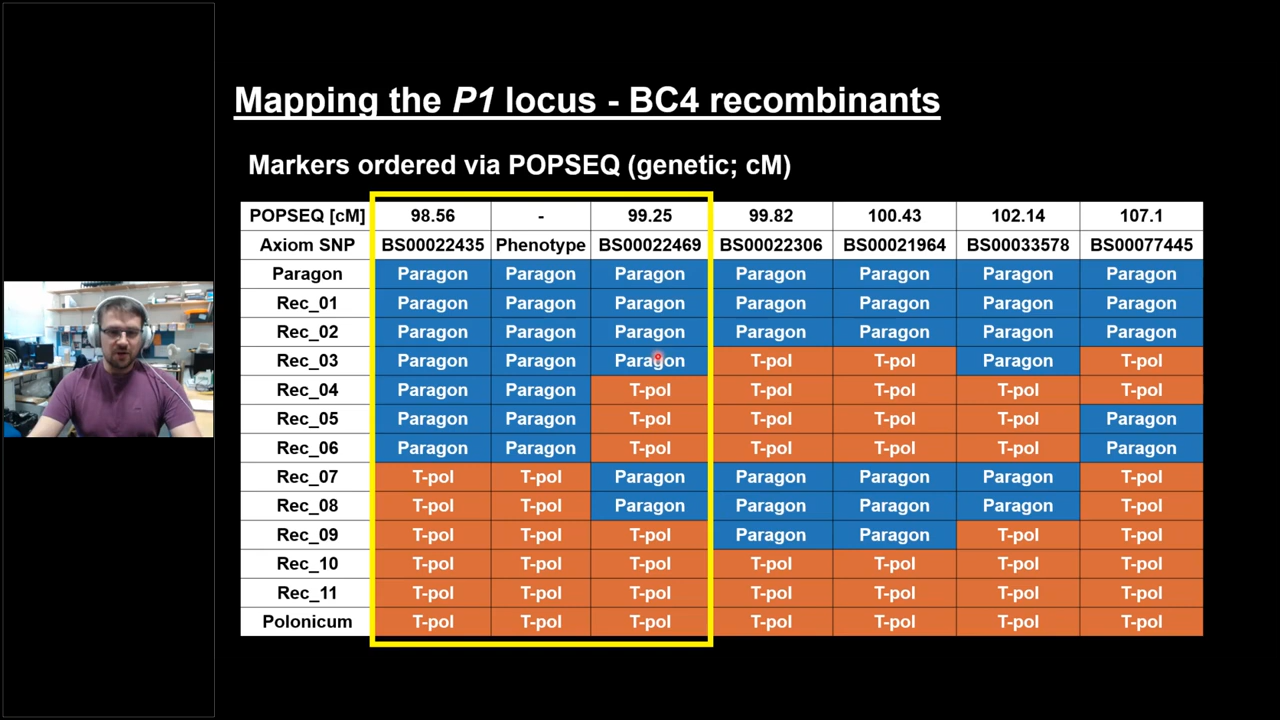 Mapping the P1 locus - BC4 recombinants
Markers ordered via POPSEQ (genetic; cM)
POPSEQ [cM] 98.56 - 99.25 99.82 100.43 102.14 107.1
Axiom SNP BS00022435 Phenotype BS00022469 BS00022306 BS00021964 BS00033578 BS00077445
Paragon Paragon Paragon Paragon Paragon Paragon Paragon Paragon
Rec_01 Paragon Paragon Paragon Paragon Paragon Paragon Paragon
Rec_02 Paragon Paragon Paragon Paragon Paragon Paragon Paragon
Rec_03 Paragon Paragon Paragon T-pol T-pol Paragon T-pol
Rec_04 Paragon Paragon T-pol T-pol T-pol T-pol T-pol
Rec_05 Paragon Paragon T-pol T-pol T-pol T-pol Paragon
Rec_06 Paragon Paragon T-pol T-pol T-pol T-pol Paragon
Rec_07 T-pol T-pol Paragon Paragon Paragon Paragon T-pol
Rec_08 T-pol T-pol Paragon Paragon Paragon Paragon T-pol
Rec_09 T-pol T-pol T-pol Paragon Paragon T-pol T-pol
Rec_10 T-pol T-pol T-pol T-pol T-pol T-pol T-pol
Rec_11 T-pol T-pol T-pol T-pol T-pol T-pol T-pol
Polonicum T-pol T-pol T-pol T-pol T-pol T-pol T-pol